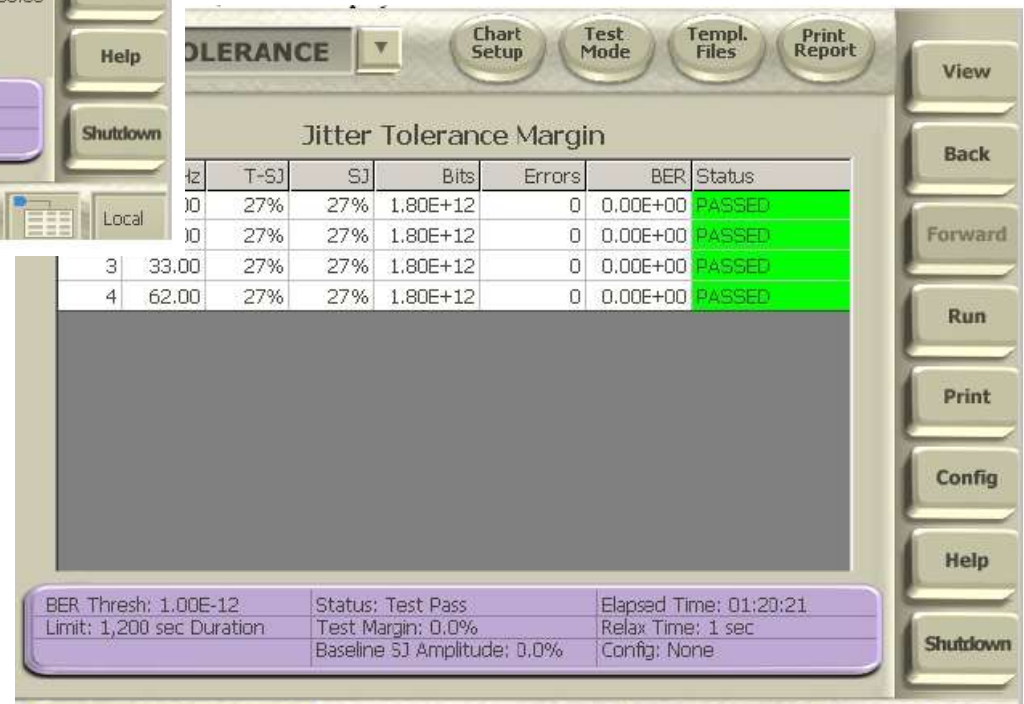 Help
Shutdown
Local
OLERANCE
Chart Setup
Test Mode
Templ. Files
Print Report
Jitter Tolerance Margin
Hz T-SJ SJ Bits Errors BER Status
00 27% 27% 1.80E+12 0 0.00E+00 PASSED
00 27% 27% 1.80E+12 0 0.00E+00 PASSED
3 33.00 27% 27% 1.80E+12 0 0.00E+00 PASSED
4 62.00 27% 27% 1.80E+12 0 0.00E+00 PASSED
BER Thresh: 1.00E-12 Status: Test Pass Elapsed Time: 01:20:21
Limit: 1,200 sec Duration Test Margin: 0.0% Relax Time: 1 sec
Baseline SJ Amplitude: 0.0% Config: None
View
Back
Forward
Run
Print
Config
Help
Shutdown